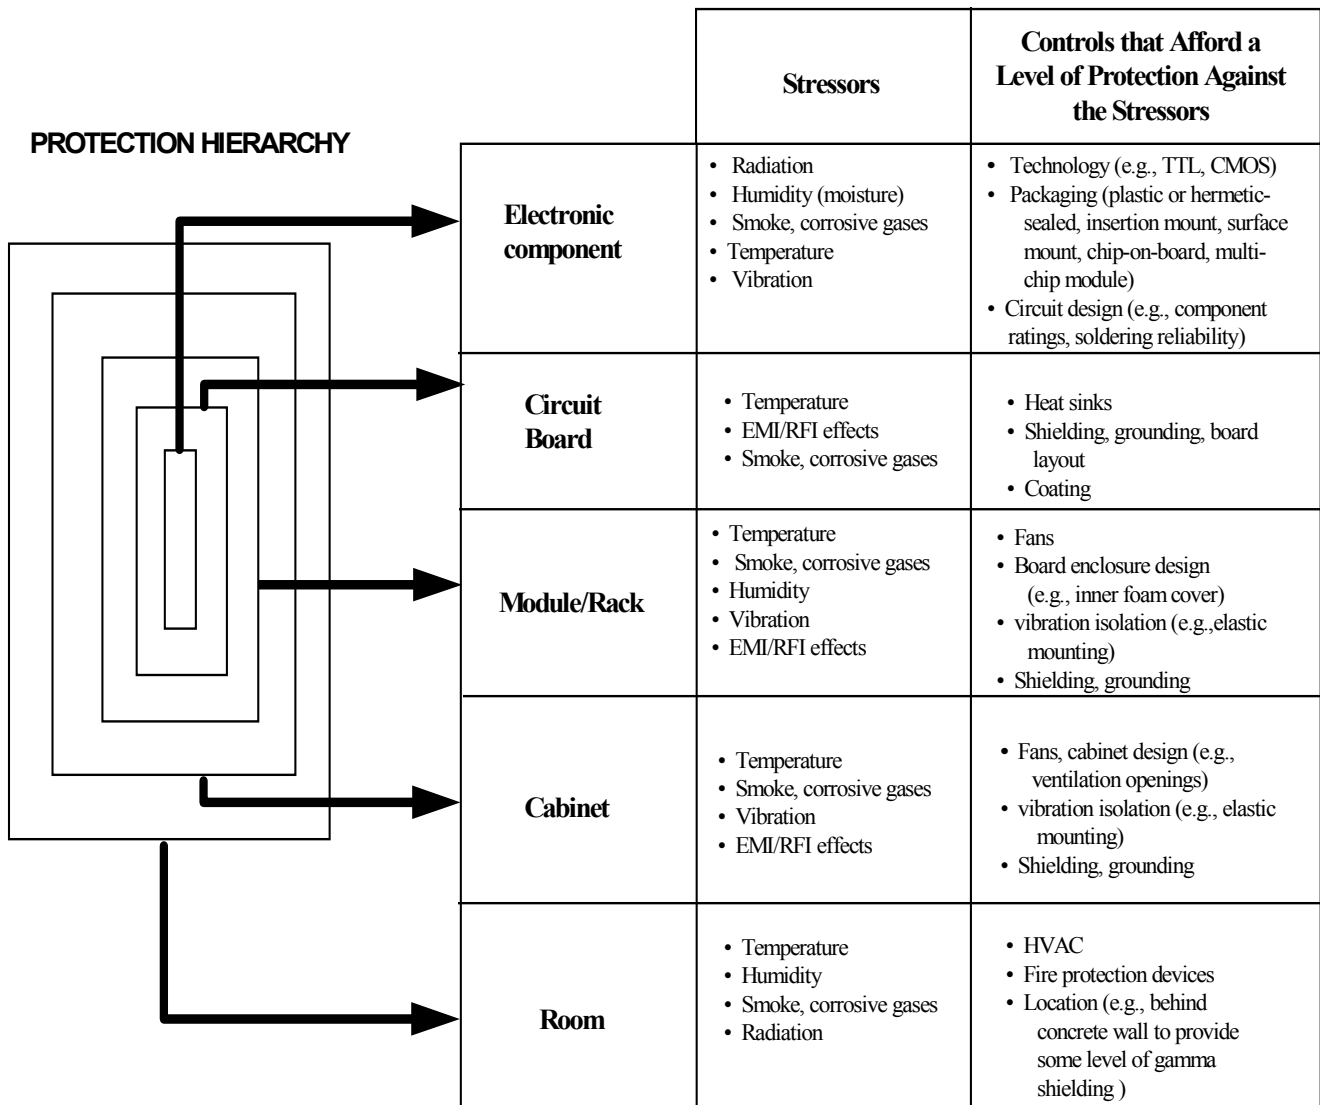 PROTECTION HIERARCHY
Stressors
Controls that Afford a
Level of Protection Against
the Stressors
Electronic
component
• Radiation
• Humidity (moisture)
• Smoke, corrosive gases
• Temperature
• Vibration
• Technology (e.g., TTL, CMOS)
• Packaging (plastic or hermetic-
sealed, insertion mount, surface
mount, chip-on-board, multi-
chip module)
• Circuit design (e.g., component
ratings, soldering reliability)
Circuit
Board
• Temperature
• EMI/RFI effects
• Smoke, corrosive gases
• Heat sinks
• Shielding, grounding, board
layout
• Coating
Module/Rack
• Temperature
• Smoke, corrosive gases
• Humidity
• Vibration
• EMI/RFI effects
• Fans
• Board enclosure design
(e.g., inner foam cover)
• vibration isolation (e.g.,elastic
mounting)
• Shielding, grounding
Cabinet
• Temperature
• Smoke, corrosive gases
• Vibration
• EMI/RFI effects
• Fans, cabinet design (e.g.,
ventilation openings)
• vibration isolation (e.g., elastic
mounting)
• Shielding, grounding
Room
• Temperature
• Humidity
• Smoke, corrosive gases
• Radiation
• HVAC
• Fire protection devices
• Location (e.g., behind
concrete wall to provide
some level of gamma
shielding )